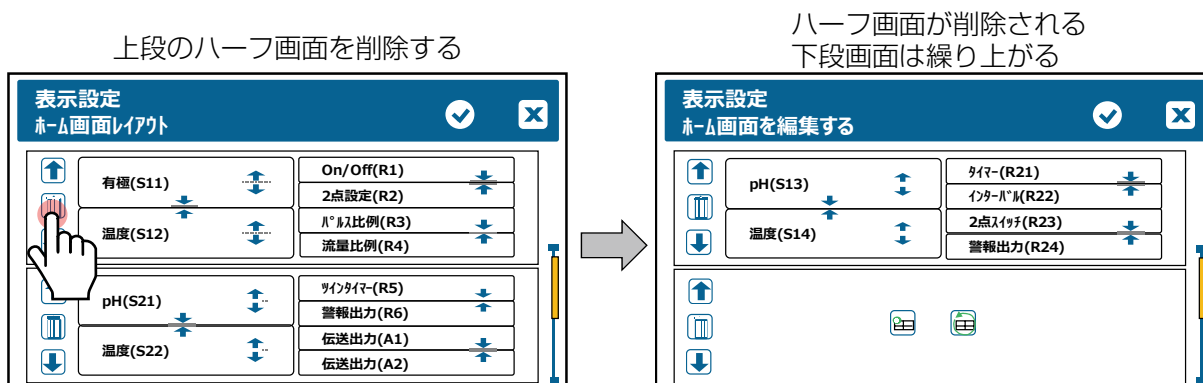 上段のハーフ画面を削除する
表示設定
ﾎｰﾑ画面ﾚｲｱｳﾄ
有極(S11)
温度(S12)
On/Off(R1)
2点設定(R2)
ﾊﾟﾙｽ比例(R3)
流量比例(R4)
pH(S21)
温度(S22)
ﾂｲﾝﾀｲﾏｰ(R5)
警報出力(R6)
伝送出力(A1)
伝送出力(A2)
ハーフ画面が削除される
下段画面は繰り上がる
表示設定
ﾎｰﾑ画面を編集する
pH(S13)
温度(S14)
ﾀｲﾏｰ(R21)
ｲﾝﾀｰﾊﾞﾙ(R22)
2点ｽｲｯﾁ(R23)
警報出力(R24)